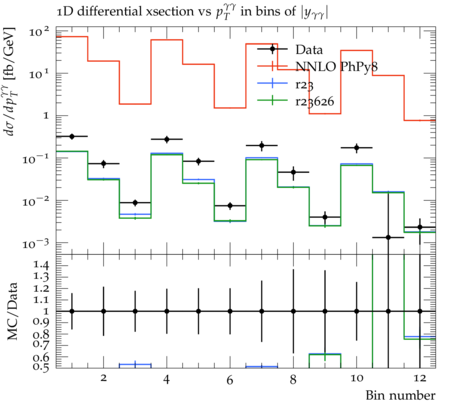 1D differential xsection vs p_T^{γγ} in bins of |y_{γγ}|
dσ/dp_T^{γγ} [fb/GeV]
10^2
10^1
1
10^−1
10^−2
10^−3
Data
NNLO PhPy8
r23
r23626
MC/Data
1.4
1.3
1.2
1.1
1
0.9
0.8
0.7
0.6
0.5
2 4 6 8 10 12
Bin number